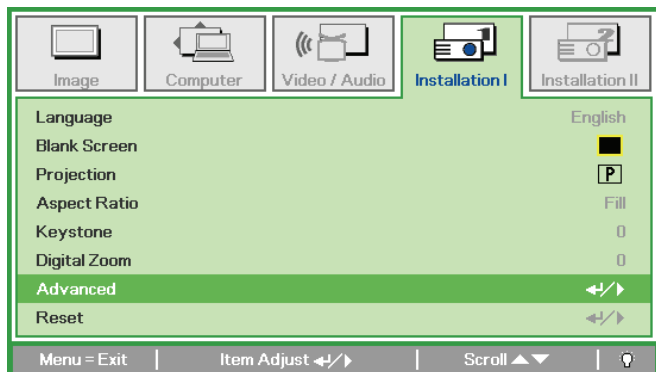 Image Computer Video / Audio Installation I Installation II
Language English
Blank Screen
Projection P
Aspect Ratio Fill
Keystone 0
Digital Zoom 0
Advanced ↵/▶
Reset ↵/▶
Menu = Exit Item Adjust ↵/▶ Scroll ▲▼